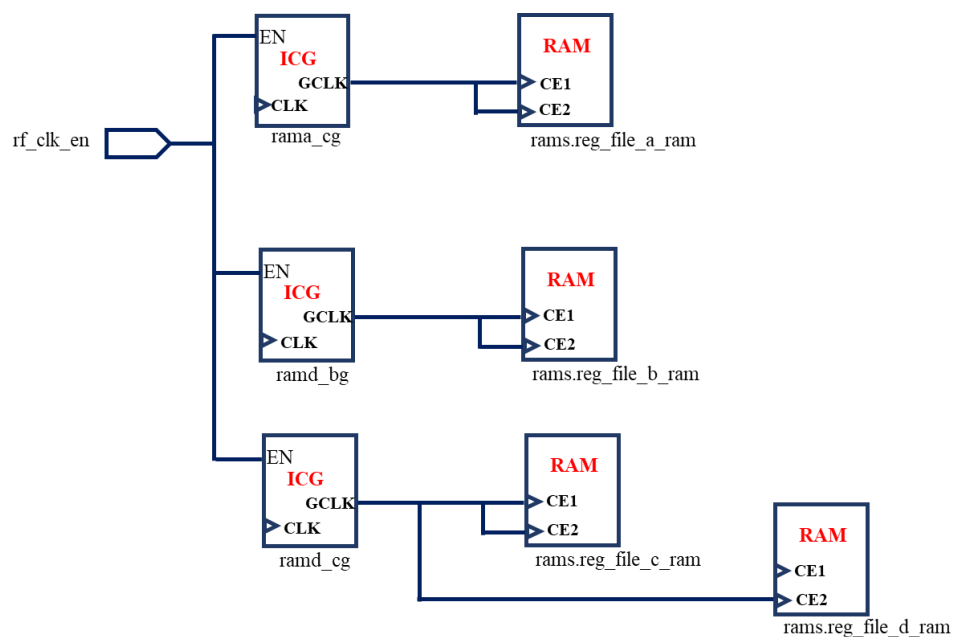 rf_clk_en
EN
ICG
GCLK
CLK
rama_cg
RAM
CE1
CE2
rams.reg_file_a_ram
EN
ICG
GCLK
CLK
ramd_bg
RAM
CE1
CE2
rams.reg_file_b_ram
EN
ICG
GCLK
CLK
ramd_cg
RAM
CE1
CE2
rams.reg_file_c_ram
RAM
CE1
CE2
rams.reg_file_d_ram